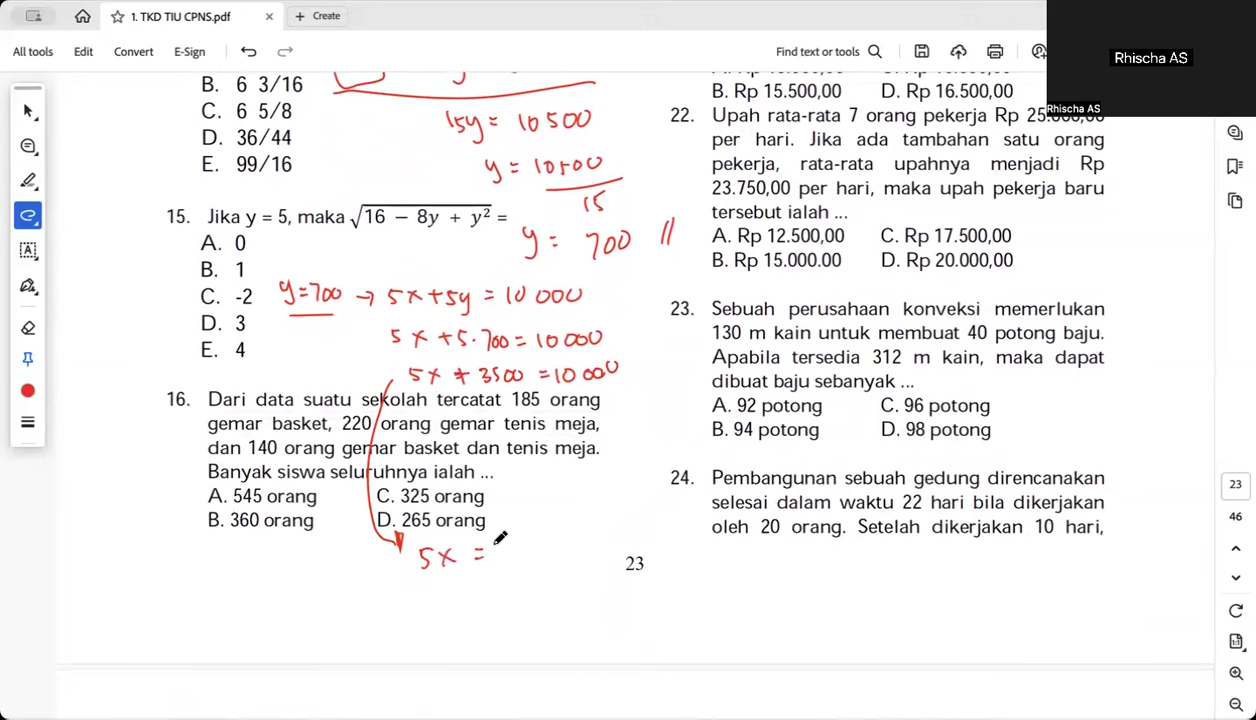 1. TKD TIU CPNS.pdf
Create
All tools
Edit
Convert
E-Sign
Find text or tools
Rhischa AS
Rhischa AS
B. 6 3/16
C. 6 5/8
D. 36/44
E. 99/16
15y = 10500
y = 10500
15
y = 700 //
15. Jika y = 5, maka √16 − 8y + y² =
A. 0
B. 1
C. -2
D. 3
E. 4
y=700 → 5x+5y = 10 000
5x + 5.700 = 10 000
5x + 3500 = 10 000
16. Dari data suatu sekolah tercatat 185 orang
gemar basket, 220 orang gemar tenis meja,
dan 140 orang gemar basket dan tenis meja.
Banyak siswa seluruhnya ialah ...
A. 545 orang C. 325 orang
B. 360 orang D. 265 orang
5x =
23
B. Rp 15.500,00 D. Rp 16.500,00
22. Upah rata-rata 7 orang pekerja Rp 25.000,00
per hari. Jika ada tambahan satu orang
pekerja, rata-rata upahnya menjadi Rp
23.750,00 per hari, maka upah pekerja baru
tersebut ialah ...
A. Rp 12.500,00 C. Rp 17.500,00
B. Rp 15.000.00 D. Rp 20.000,00
23. Sebuah perusahaan konveksi memerlukan
130 m kain untuk membuat 40 potong baju.
Apabila tersedia 312 m kain, maka dapat
dibuat baju sebanyak ...
A. 92 potong C. 96 potong
B. 94 potong D. 98 potong
24. Pembangunan sebuah gedung direncanakan
selesai dalam waktu 22 hari bila dikerjakan
oleh 20 orang. Setelah dikerjakan 10 hari,
23
46